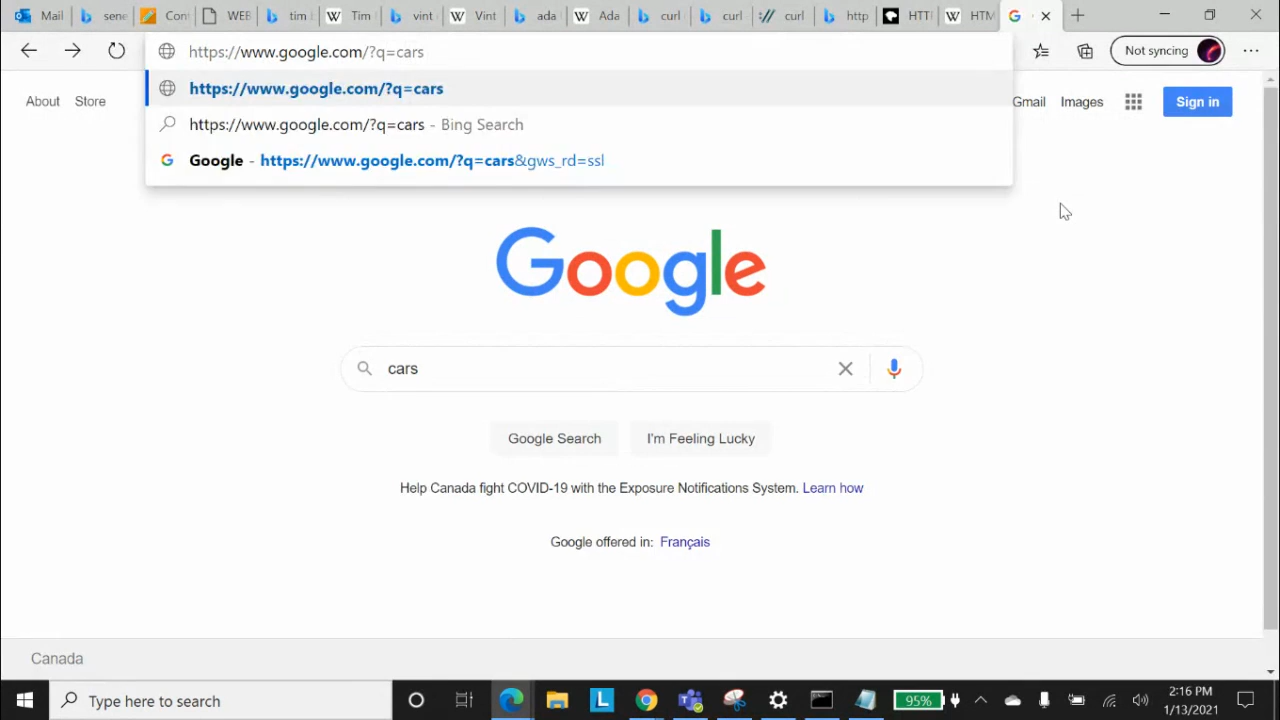 Mail sene Con WEB tim l Tim vint Vint ada Ada curl curl curl http HTTI HTM
https://www.google.com/?q=cars
Not syncing
https://www.google.com/?q=cars
https://www.google.com/?q=cars - Bing Search
Google - https://www.google.com/?q=cars&gws_rd=ssl
About Store Gmail Images Sign in
Google
cars
Google Search I'm Feeling Lucky
Help Canada fight COVID-19 with the Exposure Notifications System. Learn how
Google offered in: Français
Canada
Type here to search
95%
2:16 PM
1/13/2021